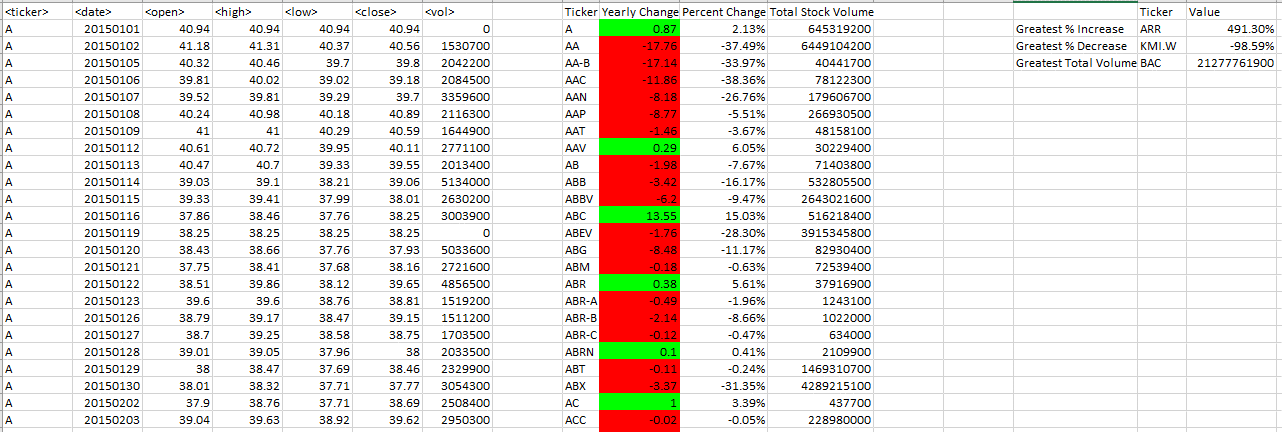 <ticker> <date> <open> <high> <low> <close> <vol> Ticker Yearly Change Percent Change Total Stock Volume Ticker Value
A 20150101 40.94 40.94 40.94 40.94 0 A 0.87 2.13% 645319200 Greatest % Increase ARR 491.30%
A 20150102 41.18 41.31 40.37 40.56 1530700 AA -17.76 -37.49% 6449104200 Greatest % Decrease KMI.W -98.59%
A 20150105 40.32 40.46 39.7 39.8 2042200 AA-B -17.14 -33.97% 40441700 Greatest Total Volume BAC 21277761900
A 20150106 39.81 40.02 39.02 39.18 2084500 AAC -11.86 -38.36% 78122300
A 20150107 39.52 39.81 39.29 39.7 3359600 AAN -8.18 -26.76% 179606700
A 20150108 40.24 40.98 40.18 40.89 2116300 AAP -8.77 -5.51% 266930500
A 20150109 41 41 40.29 40.59 1644900 AAT -1.46 -3.67% 48158100
A 20150112 40.61 40.72 39.95 40.11 2771100 AAV 0.29 6.05% 30229400
A 20150113 40.47 40.7 39.33 39.55 2013400 AB -1.98 -7.67% 71403800
A 20150114 39.03 39.1 38.21 39.06 5134000 ABB -3.42 -16.17% 532805500
A 20150115 39.33 39.41 37.99 38.01 2630200 ABBV -6.2 -9.47% 2643021600
A 20150116 37.86 38.46 37.76 38.25 3003900 ABC 13.55 15.03% 516218400
A 20150119 38.25 38.25 38.25 38.25 0 ABEV -1.76 -28.30% 3915345800
A 20150120 38.43 38.66 37.76 37.93 5033600 ABG -8.48 -11.17% 82930400
A 20150121 37.75 38.41 37.68 38.16 2721600 ABM -0.18 -0.63% 72539400
A 20150122 38.51 39.86 38.12 39.65 4856500 ABR 0.38 5.61% 37916900
A 20150123 39.6 39.6 38.76 38.81 1519200 ABR-A -0.49 -1.96% 1243100
A 20150126 38.79 39.17 38.47 39.15 1511200 ABR-B -2.14 -8.66% 1022000
A 20150127 38.7 39.25 38.58 38.75 1703500 ABR-C -0.12 -0.47% 634000
A 20150128 39.01 39.05 37.96 38 2033500 ABRN 0.1 0.41% 2109900
A 20150129 38 38.47 37.69 38.46 2329900 ABT -0.11 -0.24% 1469310700
A 20150130 38.01 38.32 37.71 37.77 3054300 ABX -3.37 -31.35% 4289215100
A 20150202 37.9 38.76 37.71 38.69 2508400 AC 1 3.39% 437700
A 20150203 39.04 39.63 38.92 39.62 2950300 ACC -0.02 -0.05% 228980000